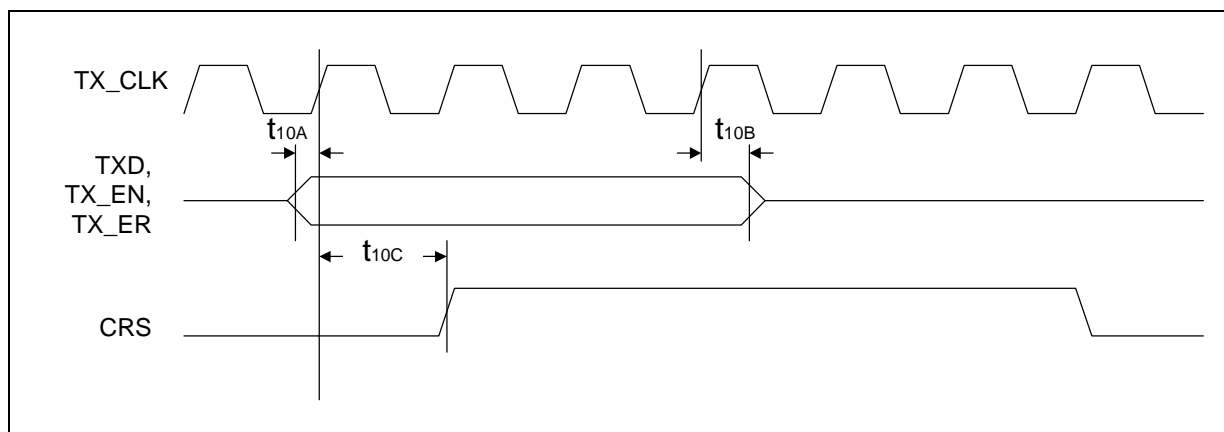 TX_CLK
t10A
t10B
TXD,
TX_EN,
TX_ER
t10C
CRS